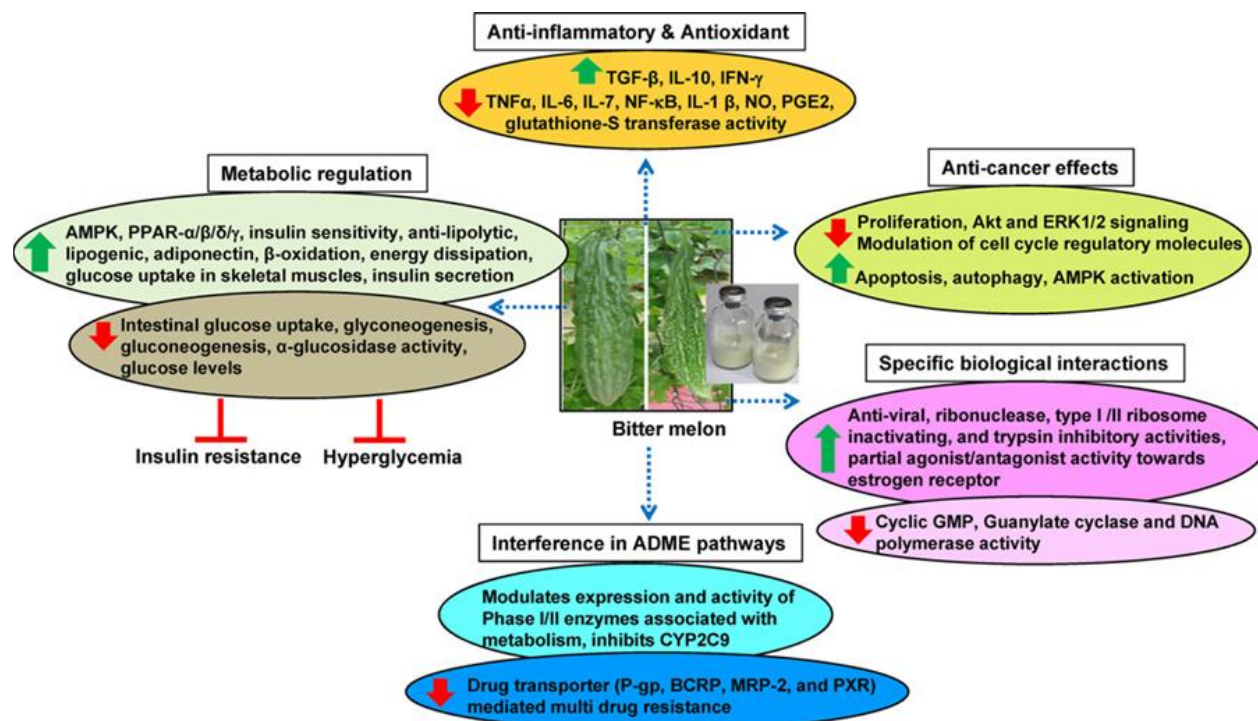 Anti-inflammatory & Antioxidant
TGF-β, IL-10, IFN-γ
TNFα, IL-6, IL-7, NF-κB, IL-1 β, NO, PGE2,
glutathione-S transferase activity
Metabolic regulation
AMPK, PPAR-α/β/δ/γ, insulin sensitivity, anti-lipolytic,
lipogenic, adiponectin, β-oxidation, energy dissipation,
glucose uptake in skeletal muscles, insulin secretion
Intestinal glucose uptake, glyconeogenesis,
gluconeogenesis, α-glucosidase activity,
glucose levels
Insulin resistance
Hyperglycemia
Bitter melon
Anti-cancer effects
Proliferation, Akt and ERK1/2 signaling
Modulation of cell cycle regulatory molecules
Apoptosis, autophagy, AMPK activation
Specific biological interactions
Anti-viral, ribonuclease, type I /II ribosome
inactivating, and trypsin inhibitory activities,
partial agonist/antagonist activity towards
estrogen receptor
Cyclic GMP, Guanylate cyclase and DNA
polymerase activity
Interference in ADME pathways
Modulates expression and activity of
Phase I/II enzymes associated with
metabolism, inhibits CYP2C9
Drug transporter (P-gp, BCRP, MRP-2, and PXR)
mediated multi drug resistance